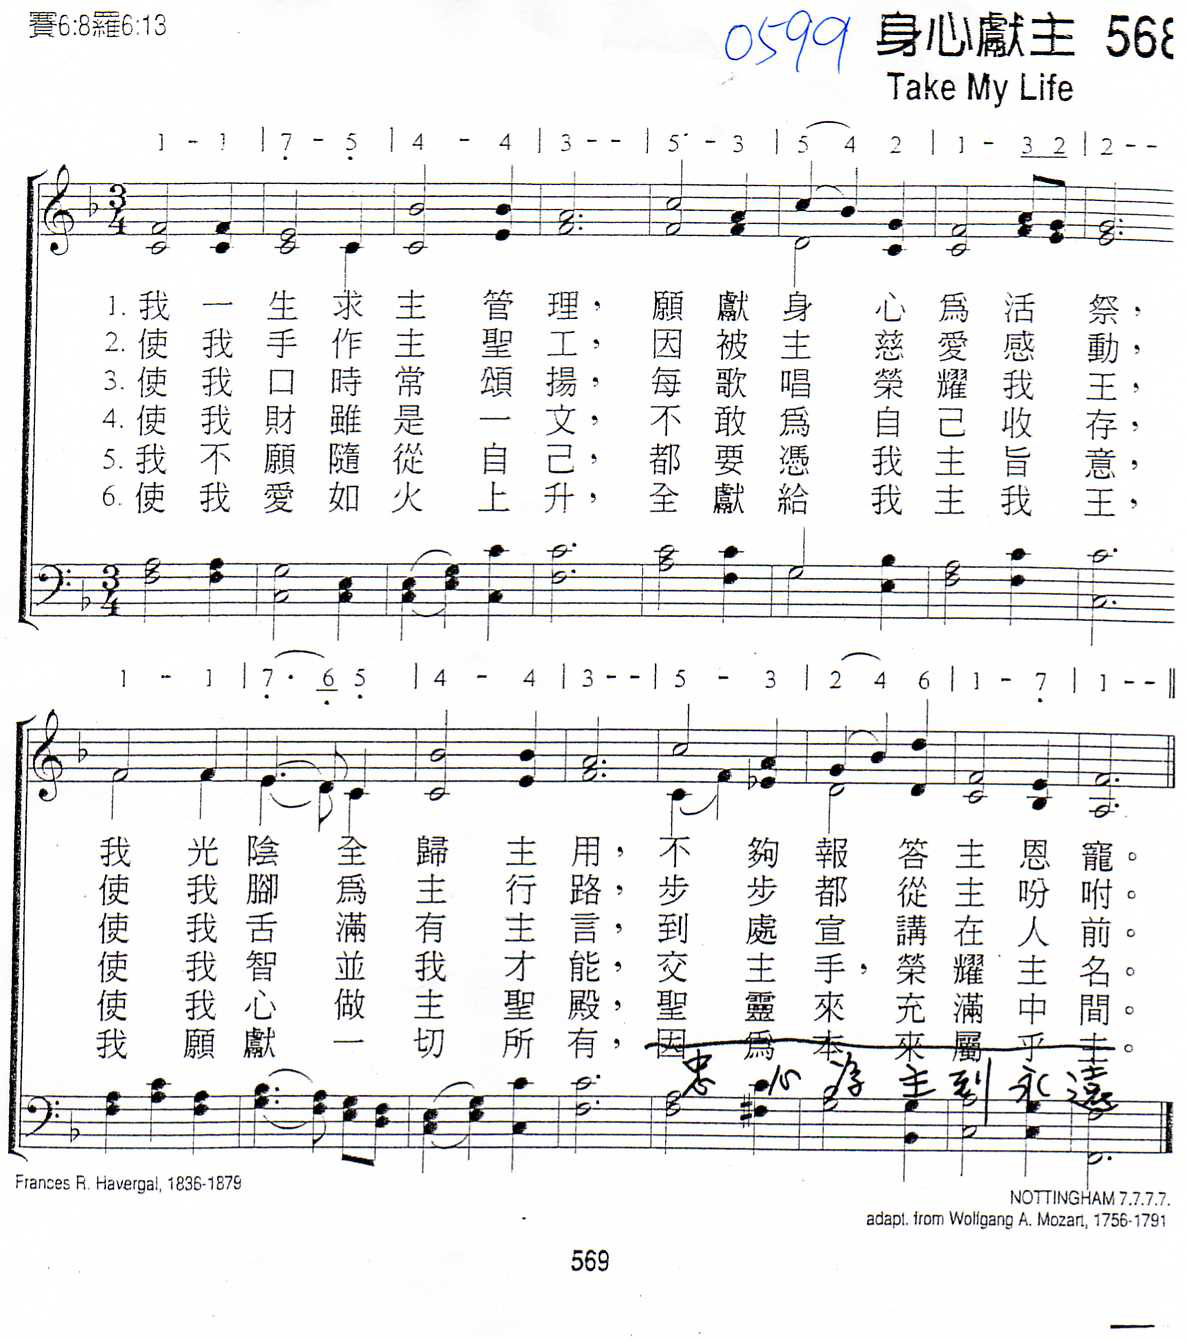 賽6:8羅6:13
0599 身心獻主 568
Take My Life
1 - 1 | 7 - 5 | 4 - 4 | 3 - - | 5 - 3 | 5 4 2 | 1 - 3 2 | 2 - -
1. 我一生求主管理，願獻身心為活祭，
2. 使我手作主聖工，因被主慈愛感動，
3. 使我口時常頌揚，每歌唱榮耀我王，
4. 使我財雖是一文，不敢為自己收存，
5. 我不願隨從自己，都要憑我主旨意，
6. 使我愛如火上升，全獻給我主我王，
1 - 1 | 7 · 6 5 | 4 - 4 | 3 - - | 5 - 3 | 2 4 6 | 1 - 7 | 1 - - ‖
我光陰全歸主用，不夠報答主恩寵。
使我腳為主行路，步步都從主吩咐。
使我舌滿有主言，到處宣講在人前。
使我智並我才能，交主手，榮耀主名。
使我心做主聖殿，聖靈來充滿中間。
我願獻一切所有，因為本來屬乎主。
忠心 主到永遠
Frances R. Havergal, 1836-1879
NOTTINGHAM 7.7.7.7.
adapt. from Wolfgang A. Mozart, 1756-1791
569